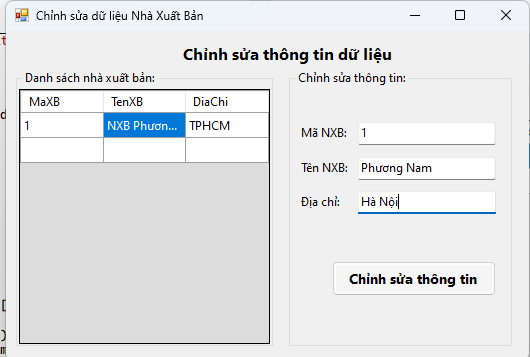 Chỉnh sửa dữ liệu Nhà Xuất Bản
Chỉnh sửa thông tin dữ liệu
Danh sách nhà xuất bản:
MaXB TenXB DiaChi
1 NXB Phươn... TPHCM
Chỉnh sửa thông tin:
Mã NXB: 1
Tên NXB: Phương Nam
Địa chỉ: Hà Nội
Chỉnh sửa thông tin